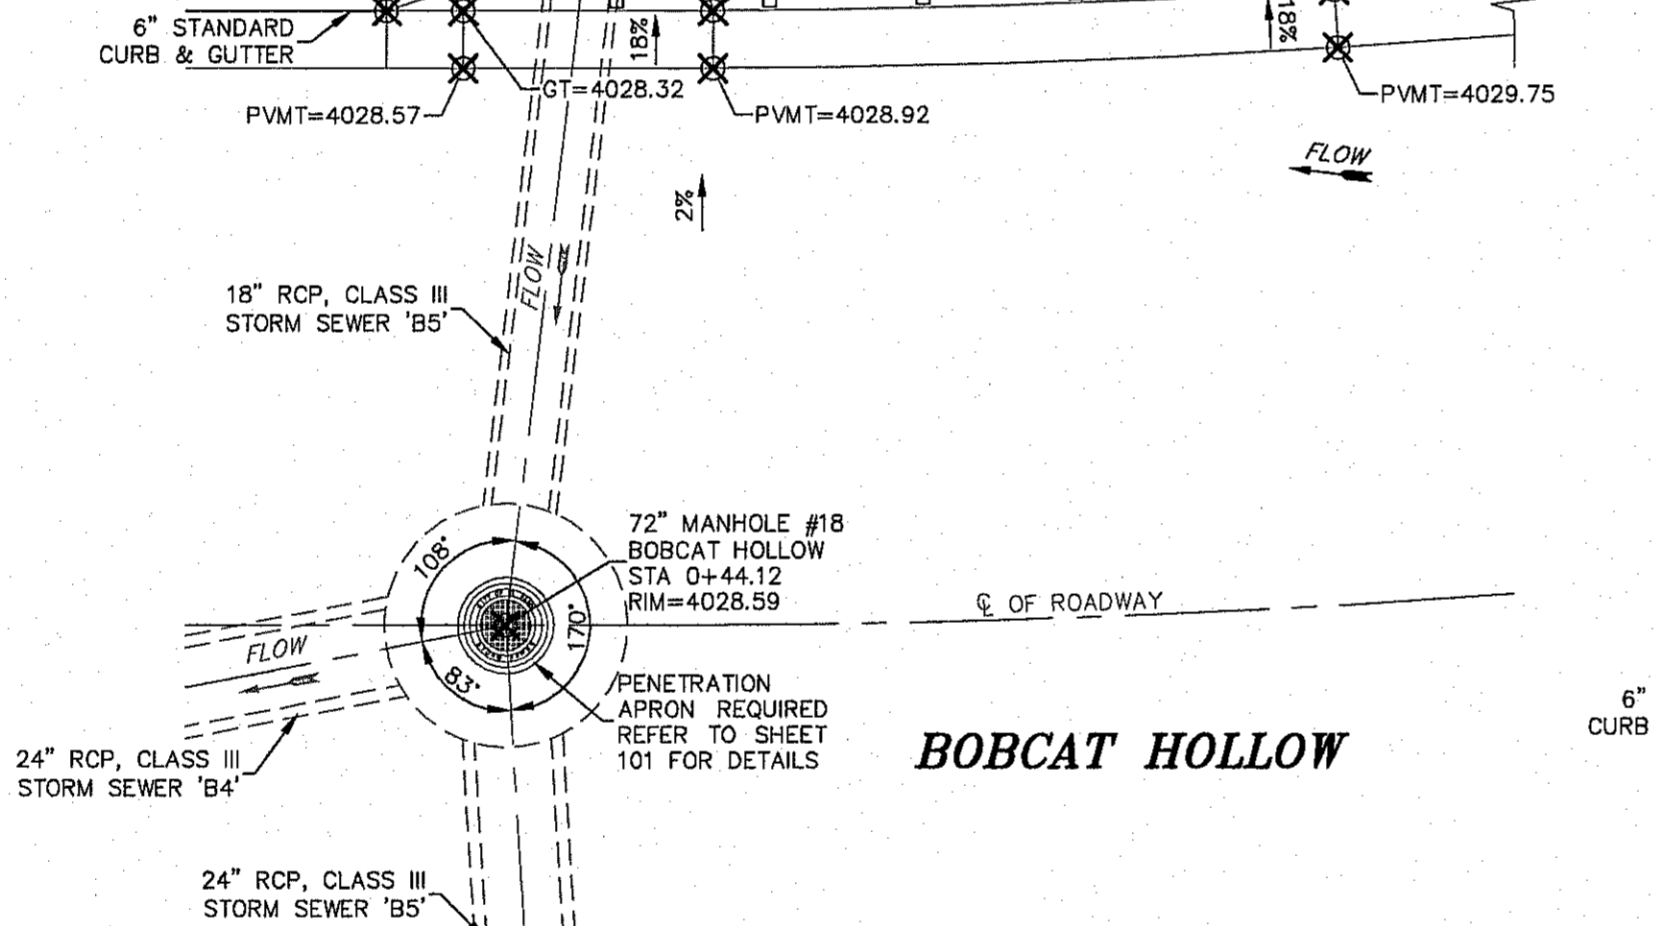 6" STANDARD
CURB & GUTTER
18%
18%
GT=4028.32
PVMT=4028.57
PVMT=4028.92
PVMT=4029.75
FLOW
2%
FLOW
18" RCP, CLASS III
STORM SEWER 'B5'
72" MANHOLE #18
BOBCAT HOLLOW
STA 0+44.12
RIM=4028.59
108°
170°
83°
℄ OF ROADWAY
FLOW
PENETRATION
APRON REQUIRED
REFER TO SHEET
101 FOR DETAILS
BOBCAT HOLLOW
6"
CURB
24" RCP, CLASS III
STORM SEWER 'B4'
24" RCP, CLASS III
STORM SEWER 'B5'